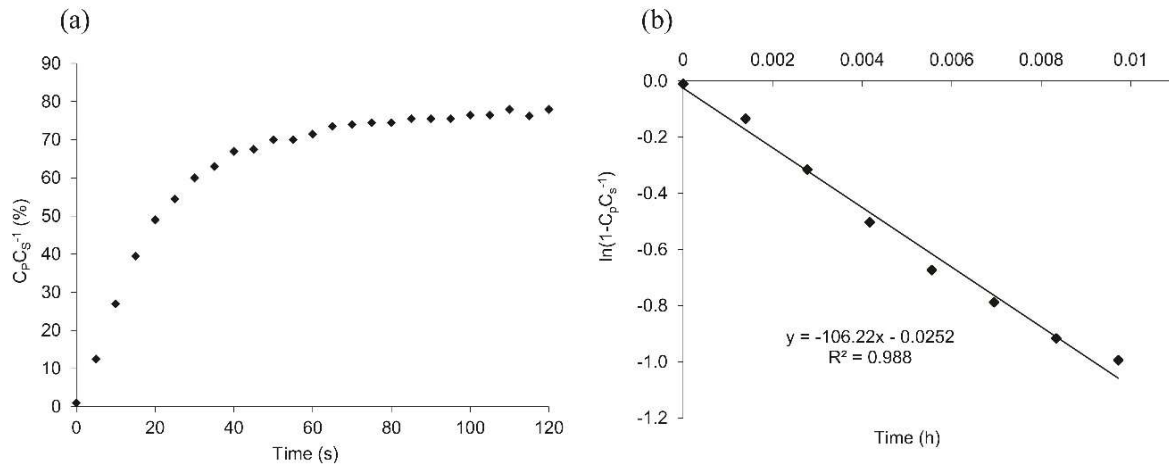 (a)
90
80
70
60
50
40
30
20
10
0
CₚCₛ⁻¹ (%)
0 20 40 60 80 100 120
Time (s)
(b)
0 0.002 0.004 0.006 0.008 0.01
0.0
-0.2
-0.4
-0.6
-0.8
-1.0
-1.2
ln(1-CₚCₛ⁻¹)
y = -106.22x - 0.0252
R² = 0.988
Time (h)